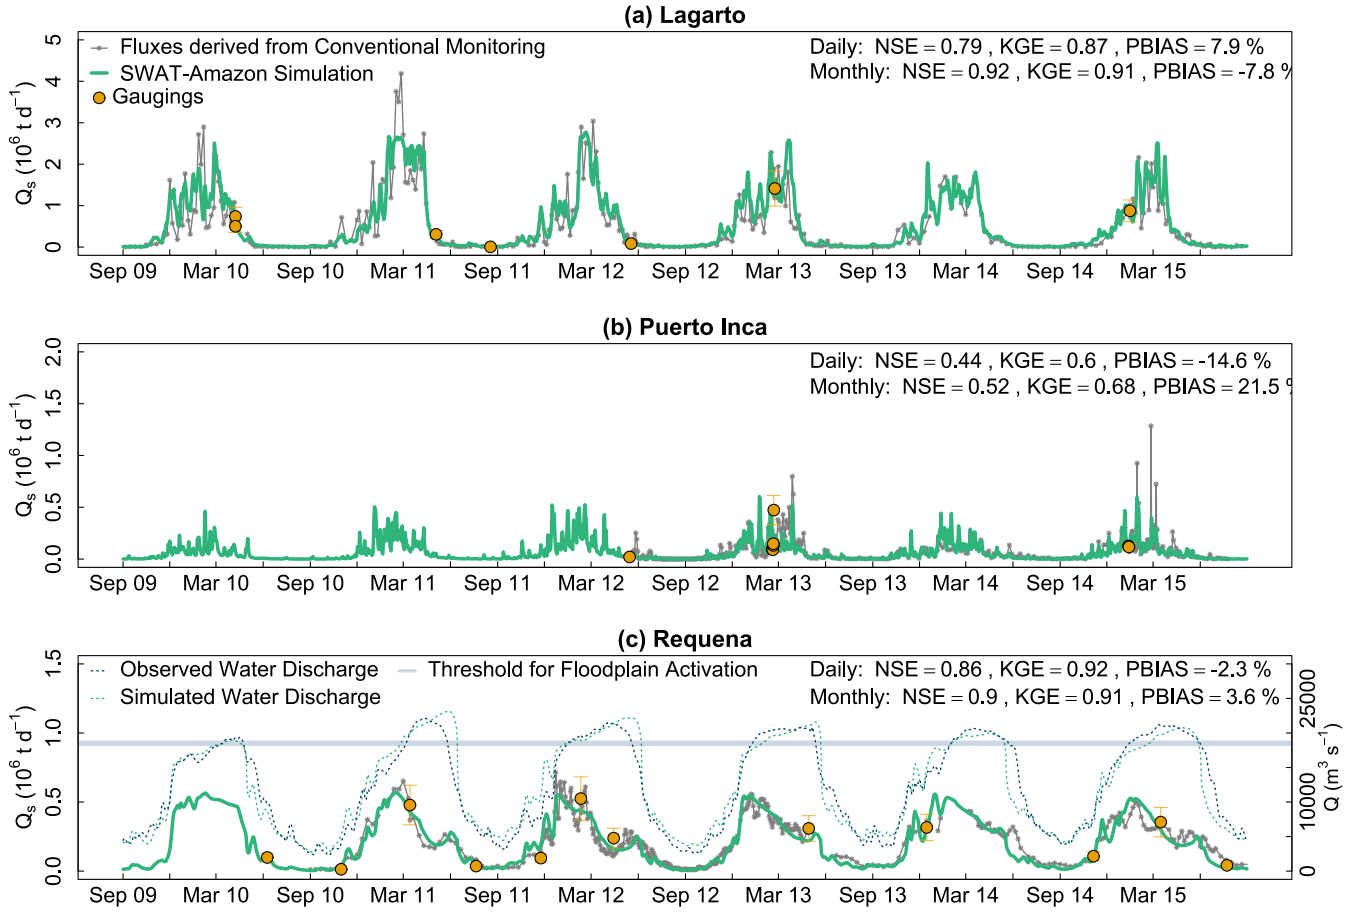 (a) Lagarto
Fluxes derived from Conventional Monitoring
SWAT-Amazon Simulation
Gaugings
Daily: NSE = 0.79 , KGE = 0.87 , PBIAS = 7.9 %
Monthly: NSE = 0.92 , KGE = 0.91 , PBIAS = -7.8 %
Qs (10⁶ t d⁻¹)
5
4
3
2
1
0
Sep 09 Mar 10 Sep 10 Mar 11 Sep 11 Mar 12 Sep 12 Mar 13 Sep 13 Mar 14 Sep 14 Mar 15
(b) Puerto Inca
Daily: NSE = 0.44 , KGE = 0.6 , PBIAS = -14.6 %
Monthly: NSE = 0.52 , KGE = 0.68 , PBIAS = 21.5 %
Qs (10⁶ t d⁻¹)
2.0
1.5
1.0
0.5
0.0
Sep 09 Mar 10 Sep 10 Mar 11 Sep 11 Mar 12 Sep 12 Mar 13 Sep 13 Mar 14 Sep 14 Mar 15
(c) Requena
Observed Water Discharge
Simulated Water Discharge
Threshold for Floodplain Activation
Daily: NSE = 0.86 , KGE = 0.92 , PBIAS = -2.3 %
Monthly: NSE = 0.9 , KGE = 0.91 , PBIAS = 3.6 %
Qs (10⁶ t d⁻¹)
1.5
1.0
0.5
0.0
Q (m³ s⁻¹)
25000
10000
0
Sep 09 Mar 10 Sep 10 Mar 11 Sep 11 Mar 12 Sep 12 Mar 13 Sep 13 Mar 14 Sep 14 Mar 15